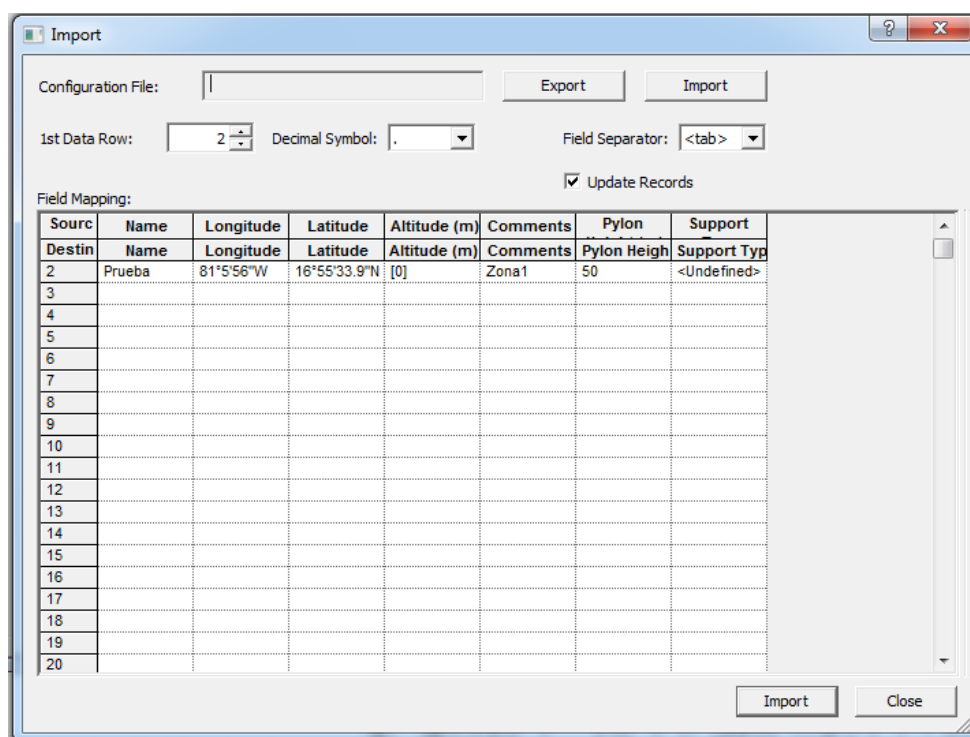 Import
Configuration File: Export Import
1st Data Row: 2 Decimal Symbol: . Field Separator: <tab>
Update Records
Field Mapping:
Sourc Name Longitude Latitude Altitude (m) Comments Pylon Support
Destin Name Longitude Latitude Altitude (m) Comments Pylon Heigh Support Typ
2 Prueba 81°5'56"W 16°55'33.9"N [0] Zona1 50 <Undefined>
3
4
5
6
7
8
9
10
11
12
13
14
15
16
17
18
19
20
Import Close